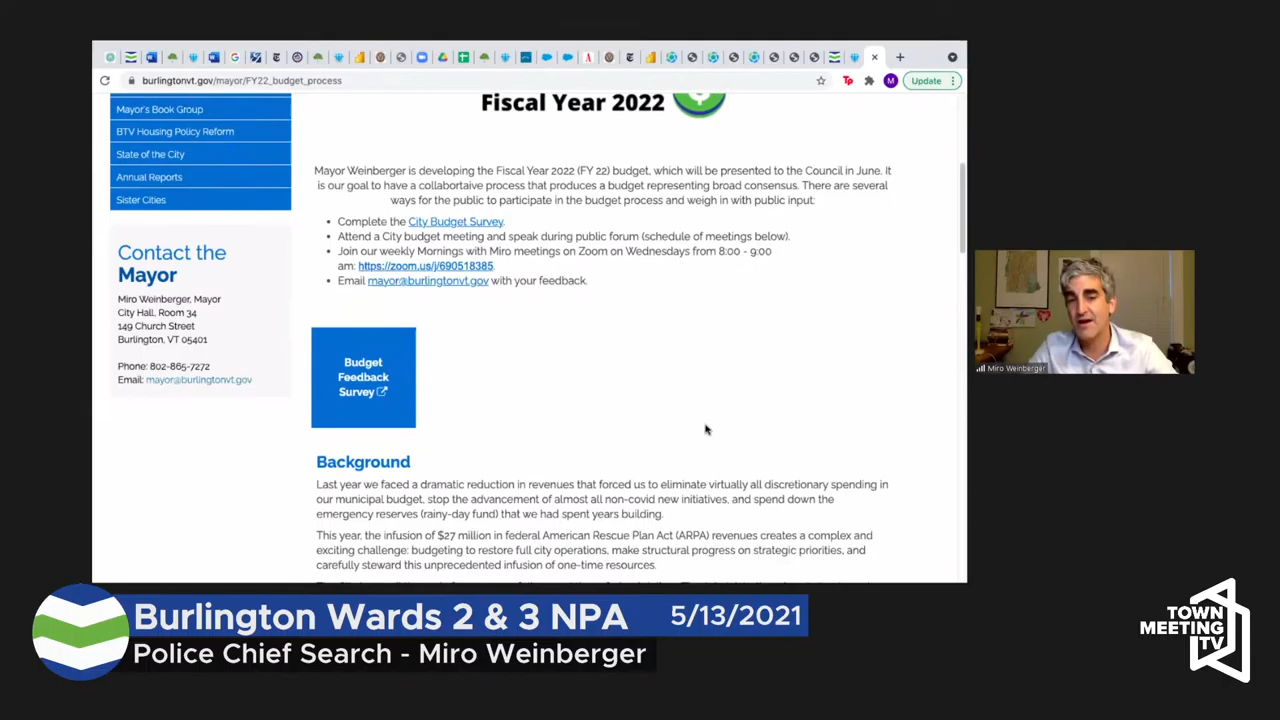 burlingtonvt.gov/mayor/FY22_budget_process
Update
Mayor's Book Group
BTV Housing Policy Reform
State of the City
Annual Reports
Sister Cities
Contact the
Mayor
Miro Weinberger, Mayor
City Hall, Room 34
149 Church Street
Burlington, VT 05401
Phone: 802-865-7272
Email: mayor@burlingtonvt.gov
Fiscal Year 2022
Mayor Weinberger is developing the Fiscal Year 2022 (FY 22) budget, which will be presented to the Council in June. It
is our goal to have a collabortaive process that produces a budget representing broad consensus. There are several
ways for the public to participate in the budget process and weigh in with public input:
• Complete the City Budget Survey.
• Attend a City budget meeting and speak during public forum (schedule of meetings below).
• Join our weekly Mornings with Miro meetings on Zoom on Wednesdays from 8:00 - 9:00
am: https://zoom.us/j/690518385.
• Email mayor@burlingtonvt.gov with your feedback.
Budget
Feedback
Survey
Background
Last year we faced a dramatic reduction in revenues that forced us to eliminate virtually all discretionary spending in
our municipal budget, stop the advancement of almost all non-covid new initiatives, and spend down the
emergency reserves (rainy-day fund) that we had spent years building.
This year, the infusion of $27 million in federal American Rescue Plan Act (ARPA) revenues creates a complex and
exciting challenge: budgeting to restore full city operations, make structural progress on strategic priorities, and
carefully steward this unprecedented infusion of one-time resources.
Miro Weinberger
Burlington Wards 2 & 3 NPA 5/13/2021
Police Chief Search - Miro Weinberger
TOWN
MEETING
TV